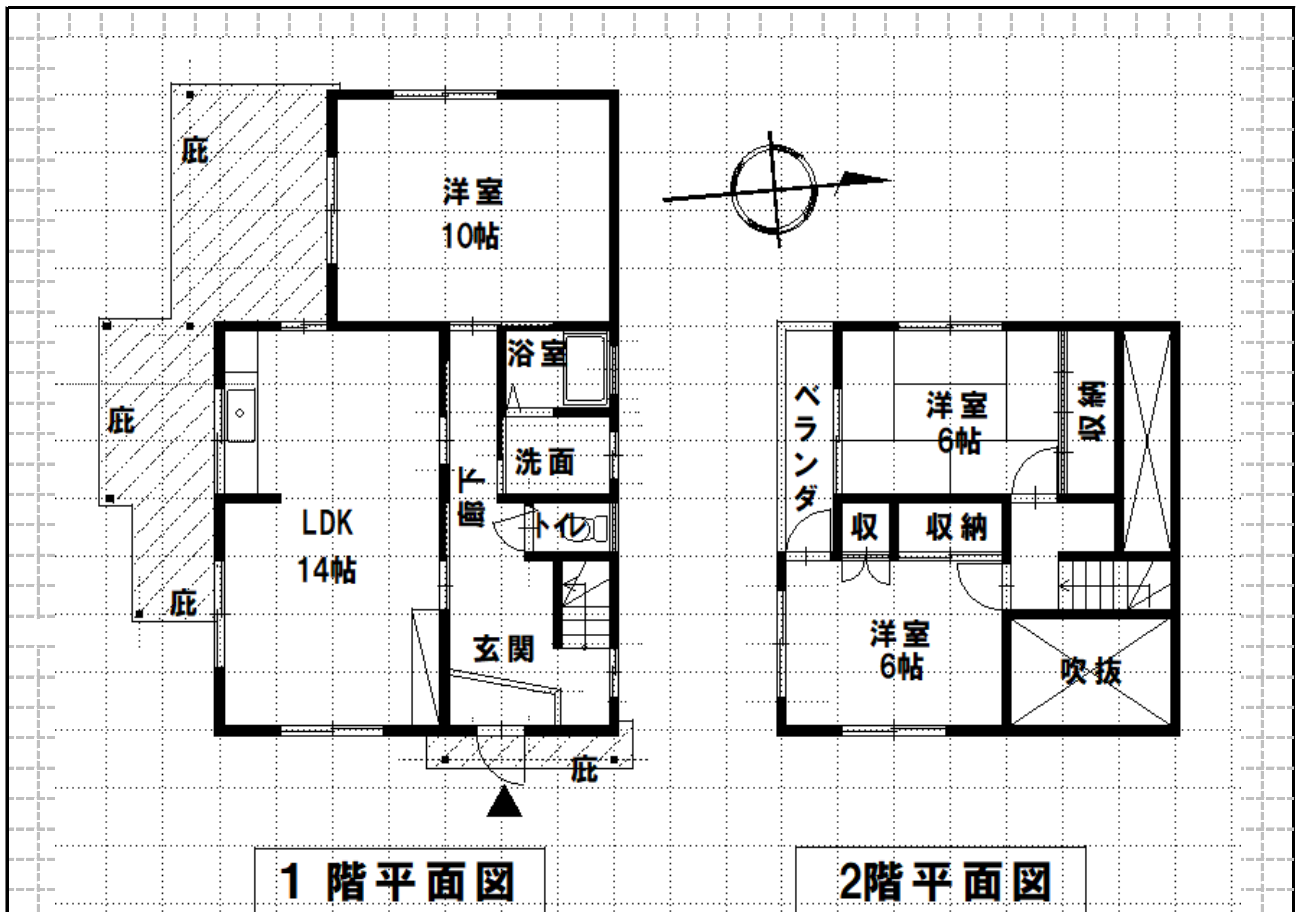 庇
洋室
10帖
庇
浴室
洗面
廊下
トイレ
LDK
14帖
庇
玄関
庇
1階平面図
ベランダ
洋室
6帖
収納
収
収納
洋室
6帖
吹抜
2階平面図